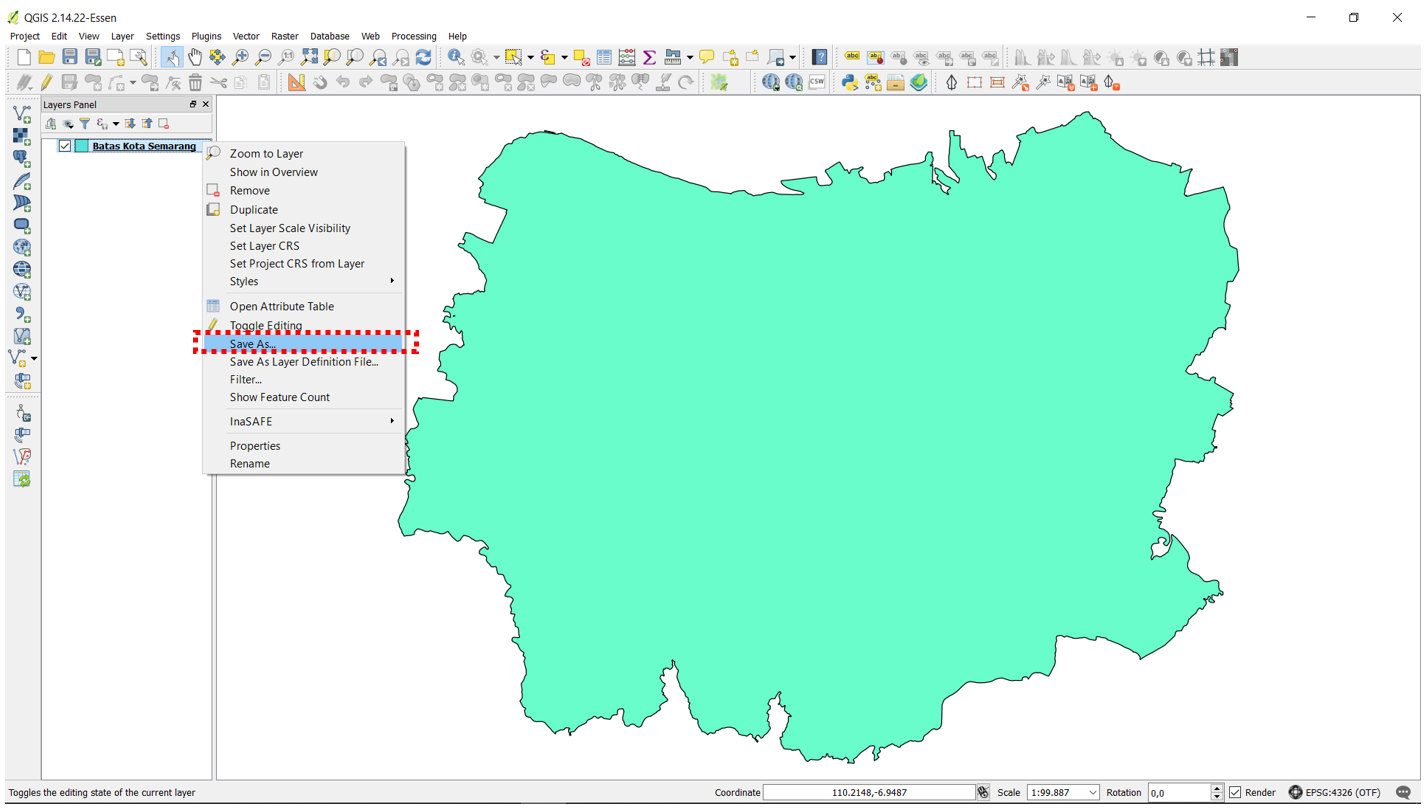 QGIS 2.14.22-Essen
Project Edit View Layer Settings Plugins Vector Raster Database Web Processing Help
CSW
Layers Panel
Batas Kota Semarang
Zoom to Layer
Show in Overview
Remove
Duplicate
Set Layer Scale Visibility
Set Layer CRS
Set Project CRS from Layer
Styles
Open Attribute Table
Toggle Editing
Save As...
Save As Layer Definition File...
Filter...
Show Feature Count
InaSAFE
Properties
Rename
Toggles the editing state of the current layer Coordinate 110.2148,-6.9487 Scale 1:99.887 Rotation 0,0 Render EPSG:4326 (OTF)